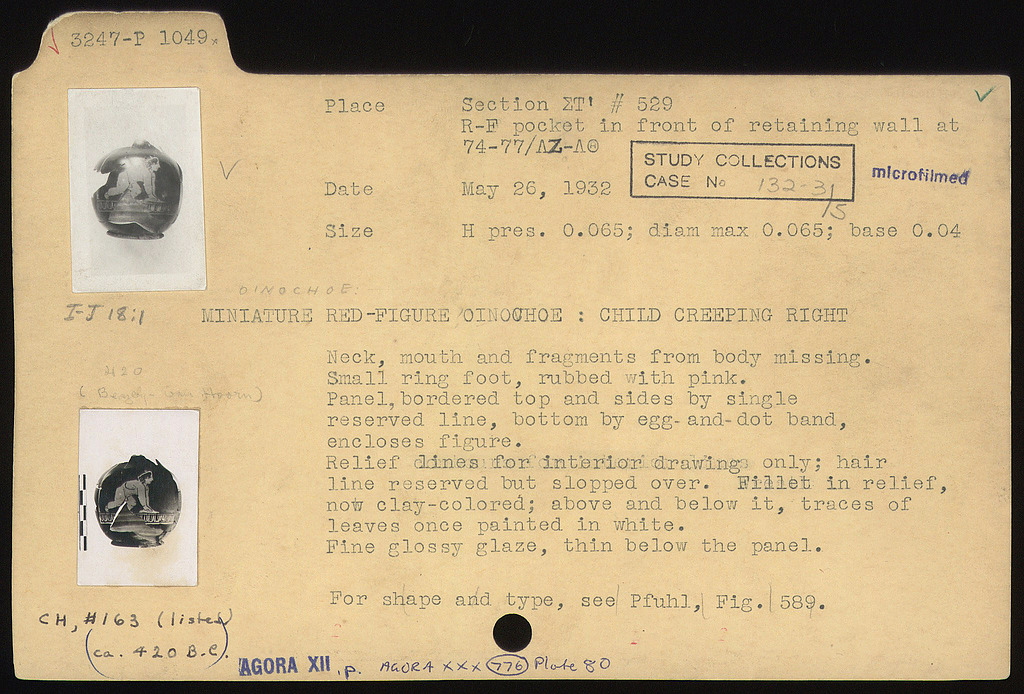 3247-P 1049
Place Section ΣΤ' # 529
R-F pocket in front of retaining wall at
74-77/ΛΖ-ΛΘ
STUDY COLLECTIONS
CASE No 132-3/5
microfilmed
Date May 26, 1932
Size H pres. 0.065; diam max 0.065; base 0.04
OINOCHOE:
I-J 18:1
MINIATURE RED-FIGURE OINOCHOE : CHILD CREEPING RIGHT
420
Neck, mouth and fragments from body missing.
Small ring foot, rubbed with pink.
Panel, bordered top and sides by single
reserved line, bottom by egg-and-dot band,
encloses figure.
Relief lines for interior drawing only; hair
line reserved but slopped over. Fillet in relief,
now clay-colored; above and below it, traces of
leaves once painted in white.
Fine glossy glaze, thin below the panel.
For shape and type, see Pfuhl, Fig. 589.
CH, #163 (listed)
(ca. 420 B.C.)
AGORA XII, p. AGORA XXX 776 Plate 80